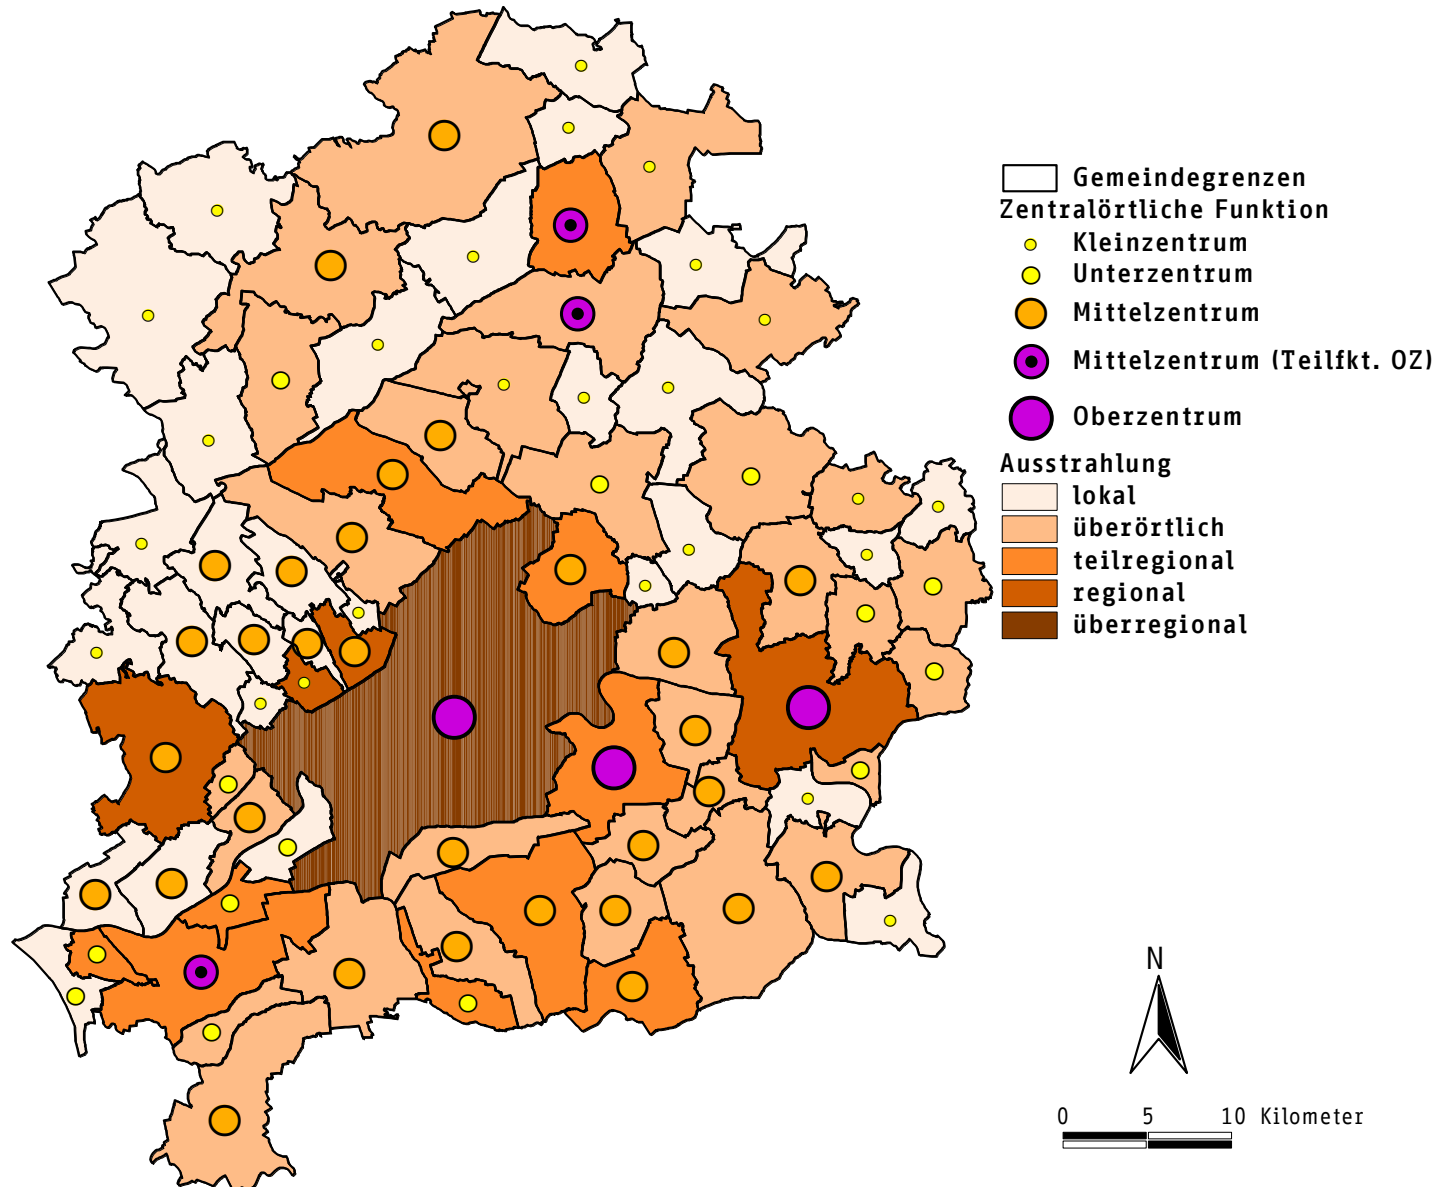 Gemeindegrenzen
Zentralörtliche Funktion
Kleinzentrum
Unterzentrum
Mittelzentrum
Mittelzentrum (Teilfkt. OZ)
Oberzentrum
Ausstrahlung
lokal
überörtlich
teilregional
regional
überregional
N
0 5 10 Kilometer